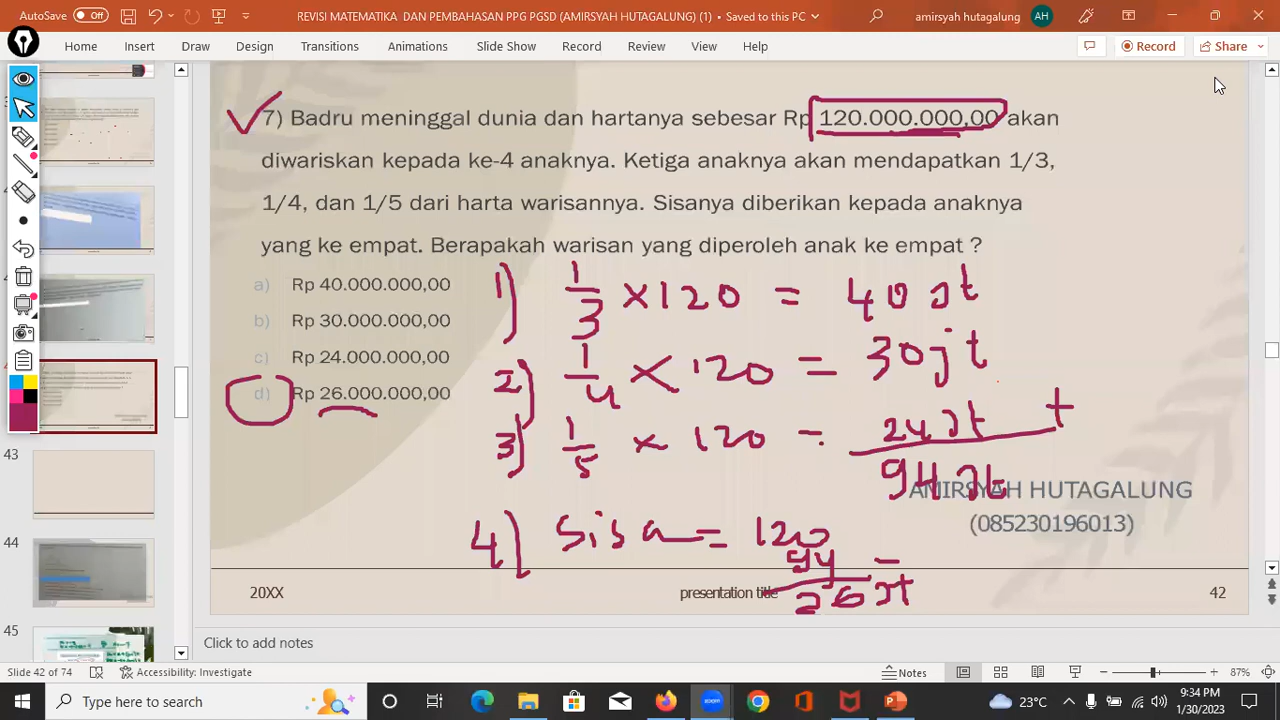 AutoSave Off
REVISI MATEMATIKA DAN PEMBAHASAN PPG PGSD (AMIRSYAH HUTAGALUNG) (1) • Saved to this PC
amirsyah hutagalung AH
Home Insert Draw Design Transitions Animations Slide Show Record Review View Help
Record Share
7) Badru meninggal dunia dan hartanya sebesar Rp 120.000.000,00 akan
diwariskan kepada ke-4 anaknya. Ketiga anaknya akan mendapatkan 1/3,
1/4, dan 1/5 dari harta warisannya. Sisanya diberikan kepada anaknya
yang ke empat. Berapakah warisan yang diperoleh anak ke empat ?
a) Rp 40.000.000,00
b) Rp 30.000.000,00
c) Rp 24.000.000,00
d) Rp 26.000.000,00
1) 1/3 × 120 = 40 jt
2) 1/4 × 120 = 30 jt
3) 1/5 × 120 = 24 jt +
94 jt
4) sisa = 120
94 −
26 jt
AMIRSYAH HUTAGALUNG
(085230196013)
20XX
presentation title
42
43
44
45
Click to add notes
Slide 42 of 74
Accessibility: Investigate
Notes
87%
Type here to search
23°C
9:34 PM
1/30/2023